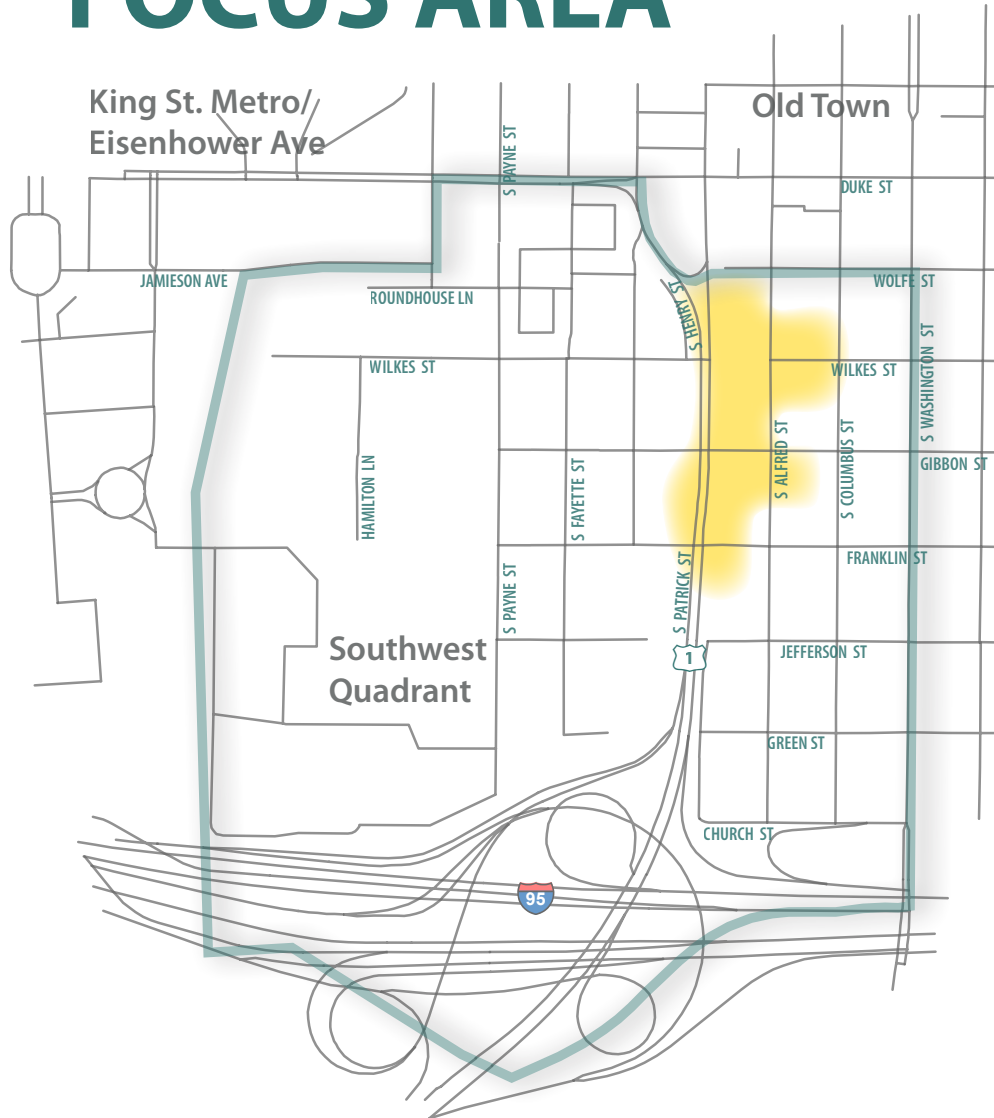 FOCUS AREA
King St. Metro/
Eisenhower Ave
Old Town
S PAYNE ST
DUKE ST
JAMIESON AVE
WOLFE ST
ROUNDHOUSE LN
S HENRY ST
WILKES ST
WILKES ST
S WASHINGTON ST
HAMILTON LN
S FAYETTE ST
S ALFRED ST
S COLUMBUS ST
GIBBON ST
S PAYNE ST
S PATRICK ST
FRANKLIN ST
Southwest
Quadrant
1
JEFFERSON ST
GREEN ST
CHURCH ST
95